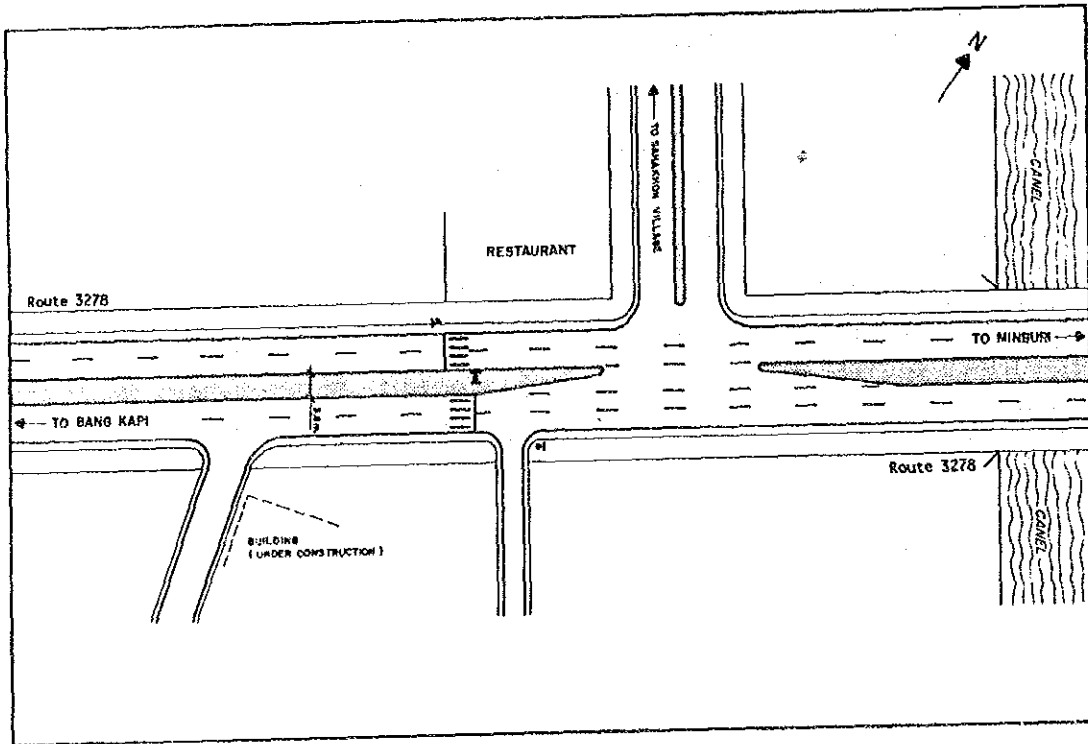 N
TO SAMAKHON VILLAGE
CANEL
RESTAURANT
Route 3278
TO MINBURI
TO BANG KAPI
Route 3278
BUILDING
( UNDER CONSTRUCTION )
CANEL